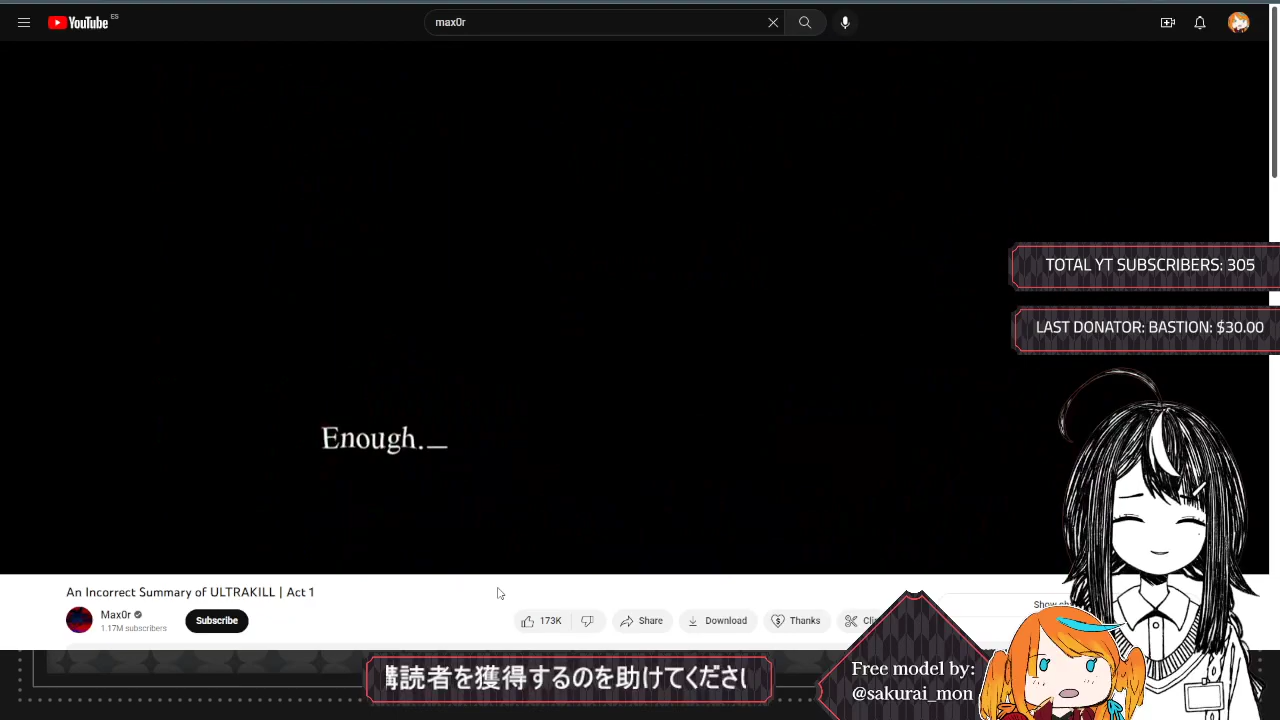 YouTube ES
max0r
TOTAL YT SUBSCRIBERS: 305
LAST DONATOR: BASTION: $30.00
Enough._
An Incorrect Summary of ULTRAKILL | Act 1
Max0r
1.17M subscribers
Subscribe
173K
Share
Download
Thanks
Show
Free model by:
@sakurai_mon
読者を獲得するのを助けてくださ